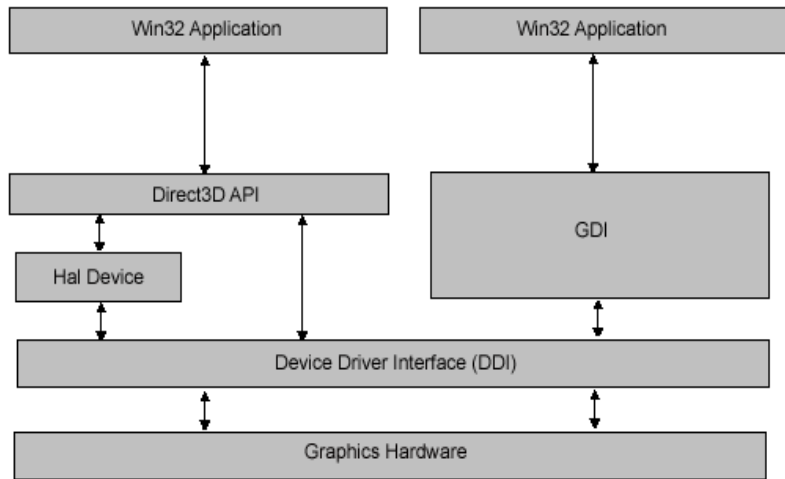 Win32 Application
Win32 Application
Direct3D API
GDI
Hal Device
Device Driver Interface (DDI)
Graphics Hardware